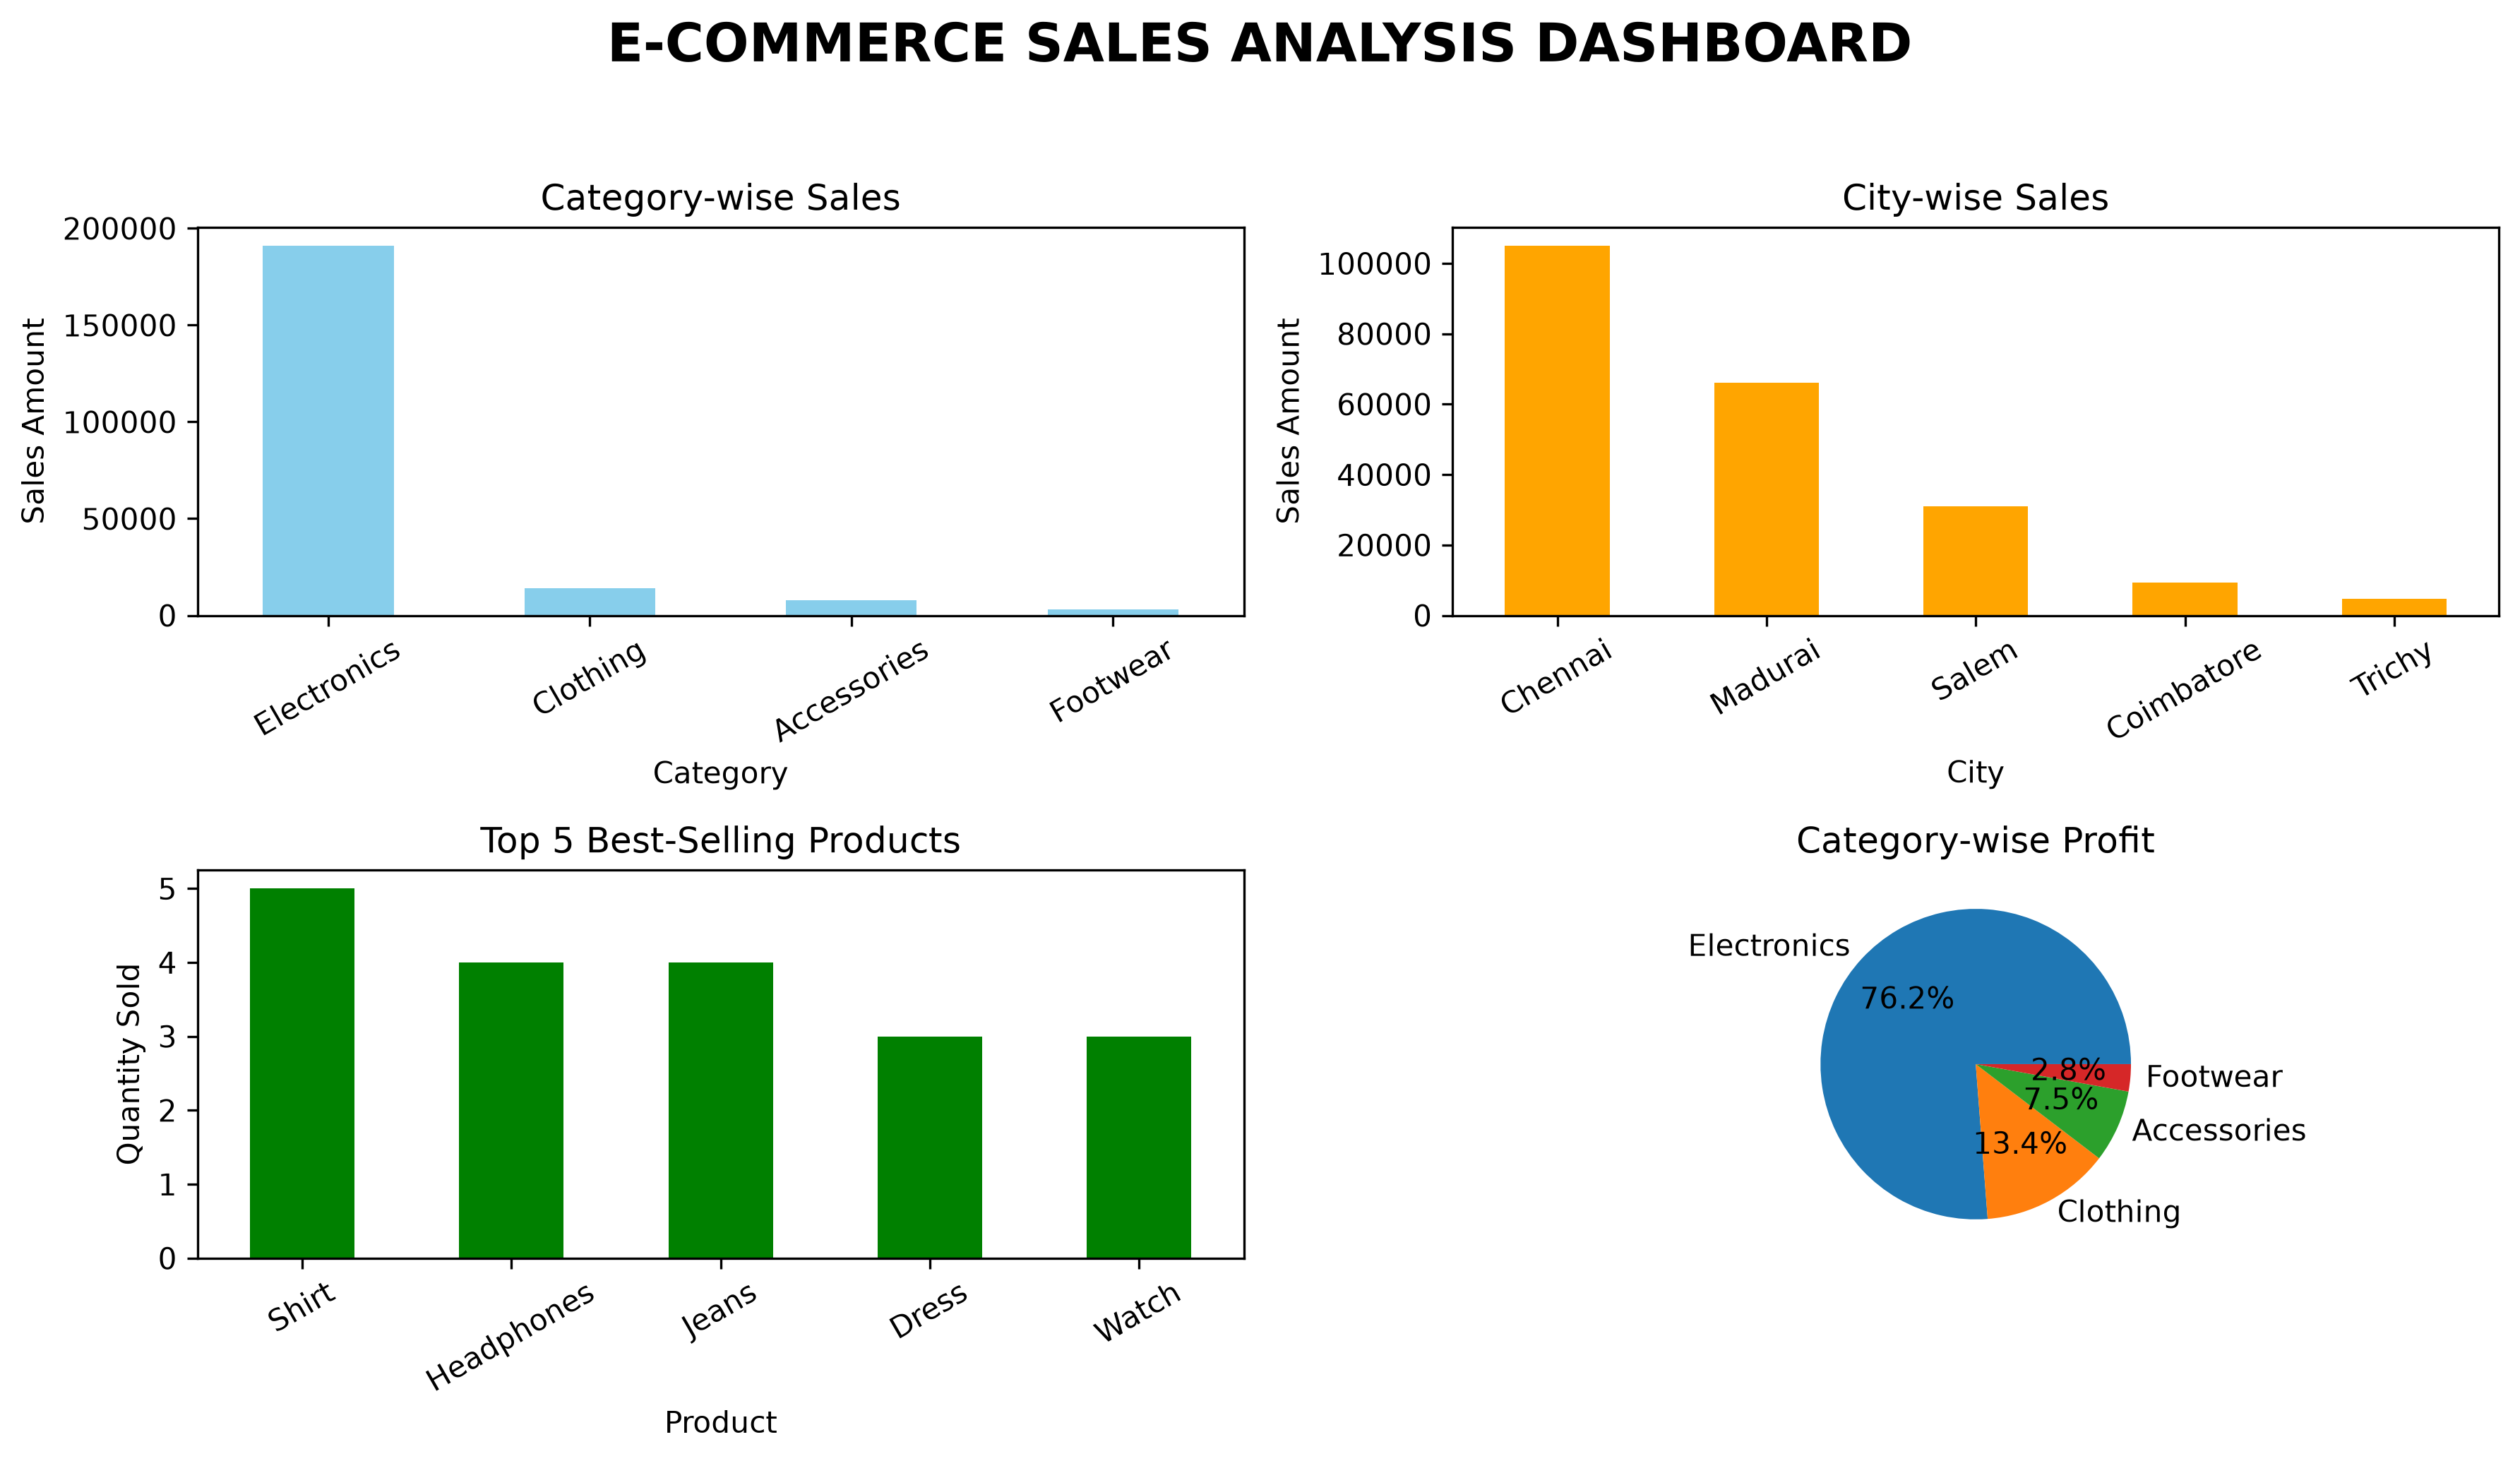 E-COMMERCE SALES ANALYSIS DASHBOARD
Category-wise Sales
Sales Amount
200000
150000
100000
50000
0
Electronics
Clothing
Accessories
Footwear
Category
City-wise Sales
Sales Amount
100000
80000
60000
40000
20000
0
Chennai
Madurai
Salem
Coimbatore
Trichy
City
Top 5 Best-Selling Products
Quantity Sold
5
4
3
2
1
0
Shirt
Headphones
Jeans
Dress
Watch
Product
Category-wise Profit
Electronics
76.2%
2.8%
Footwear
7.5%
Accessories
13.4%
Clothing